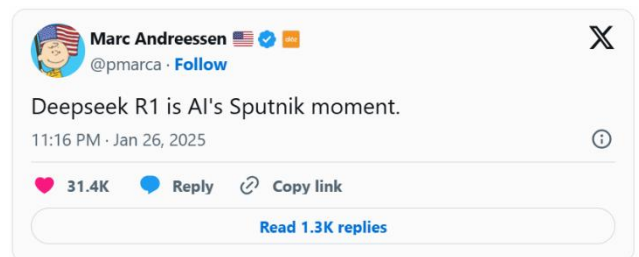 Marc Andreessen 🇺🇸
@pmarca · Follow
Deepseek R1 is AI's Sputnik moment.
11:16 PM · Jan 26, 2025
31.4K Reply Copy link
Read 1.3K replies